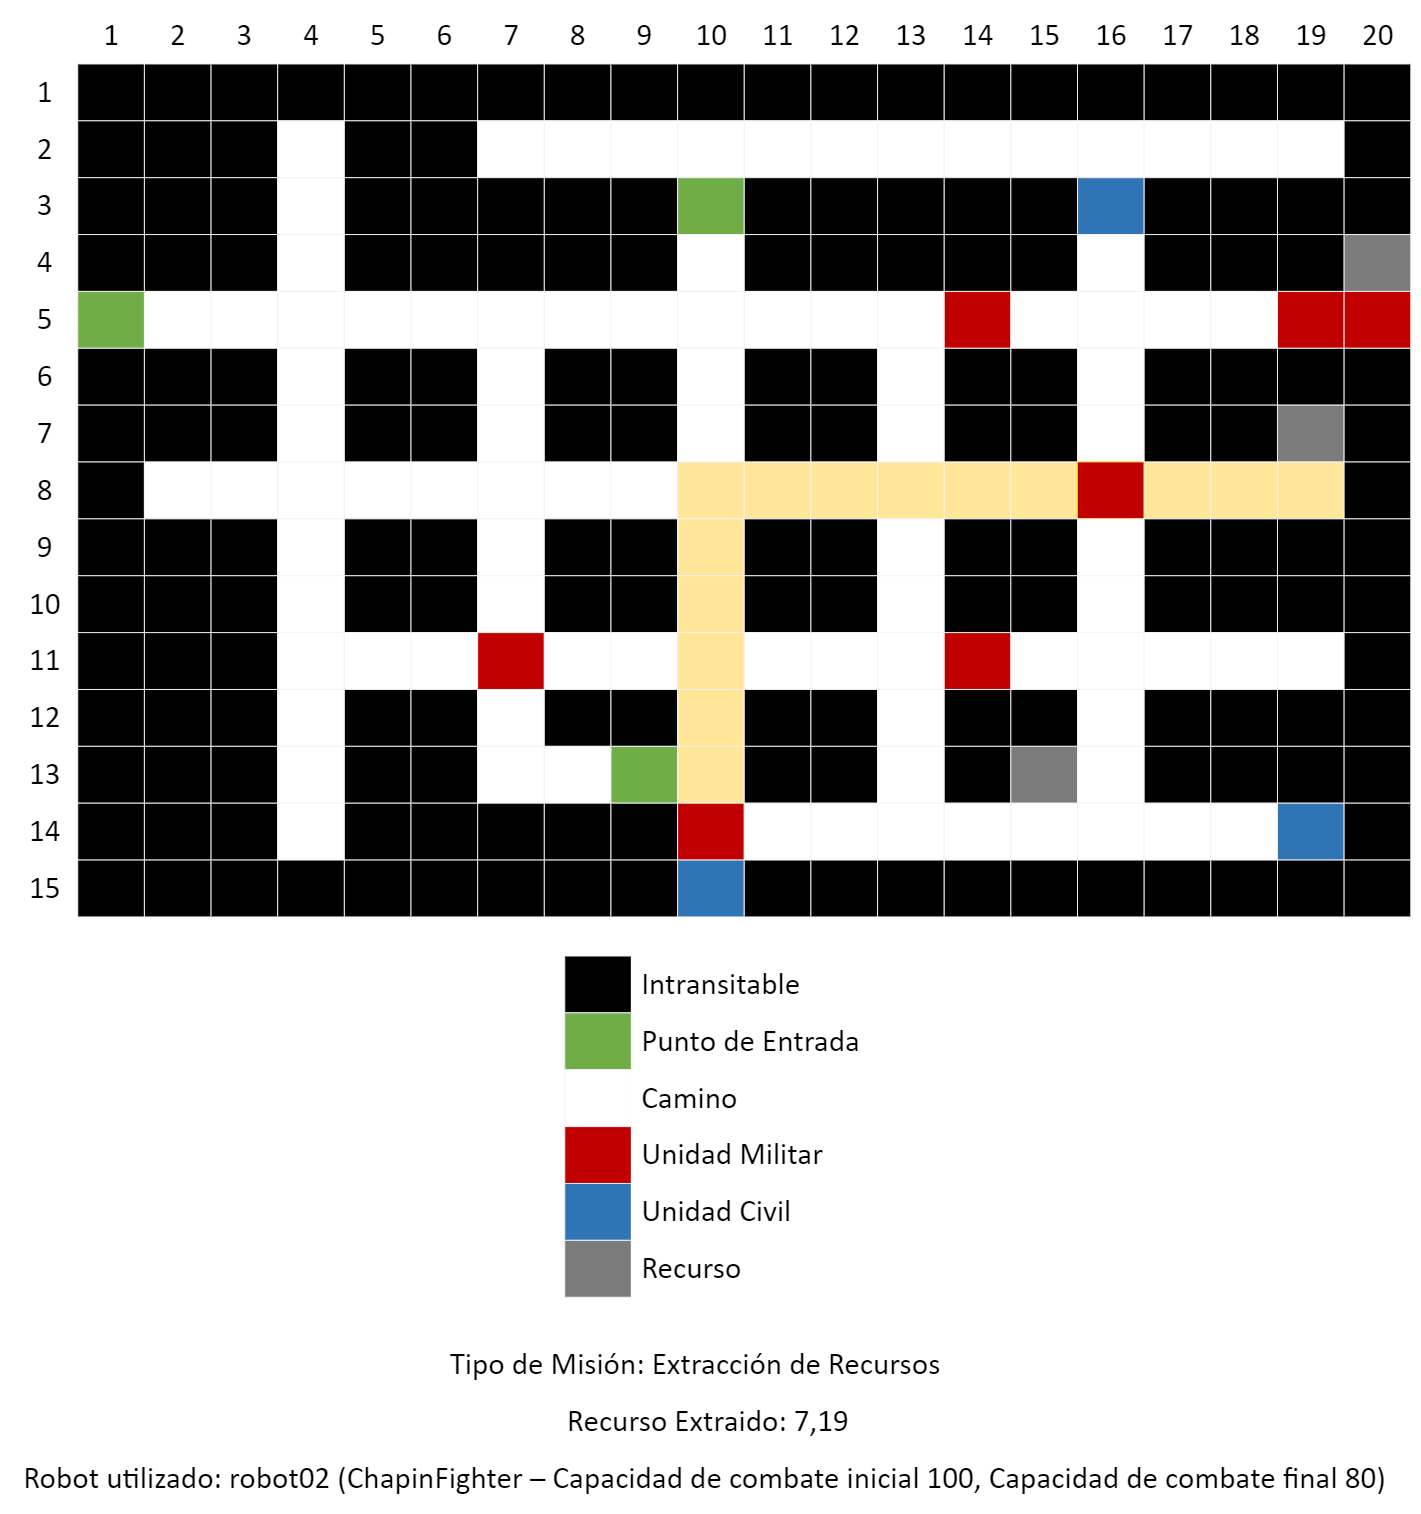 1 2 3 4 5 6 7 8 9 10 11 12 13 14 15 16 17 18 19 20
1
2
3
4
5
6
7
8
9
10
11
12
13
14
15
Intransitable
Punto de Entrada
Camino
Unidad Militar
Unidad Civil
Recurso
Tipo de Misión: Extracción de Recursos
Recurso Extraido: 7,19
Robot utilizado: robot02 (ChapinFighter – Capacidad de combate inicial 100, Capacidad de combate final 80)